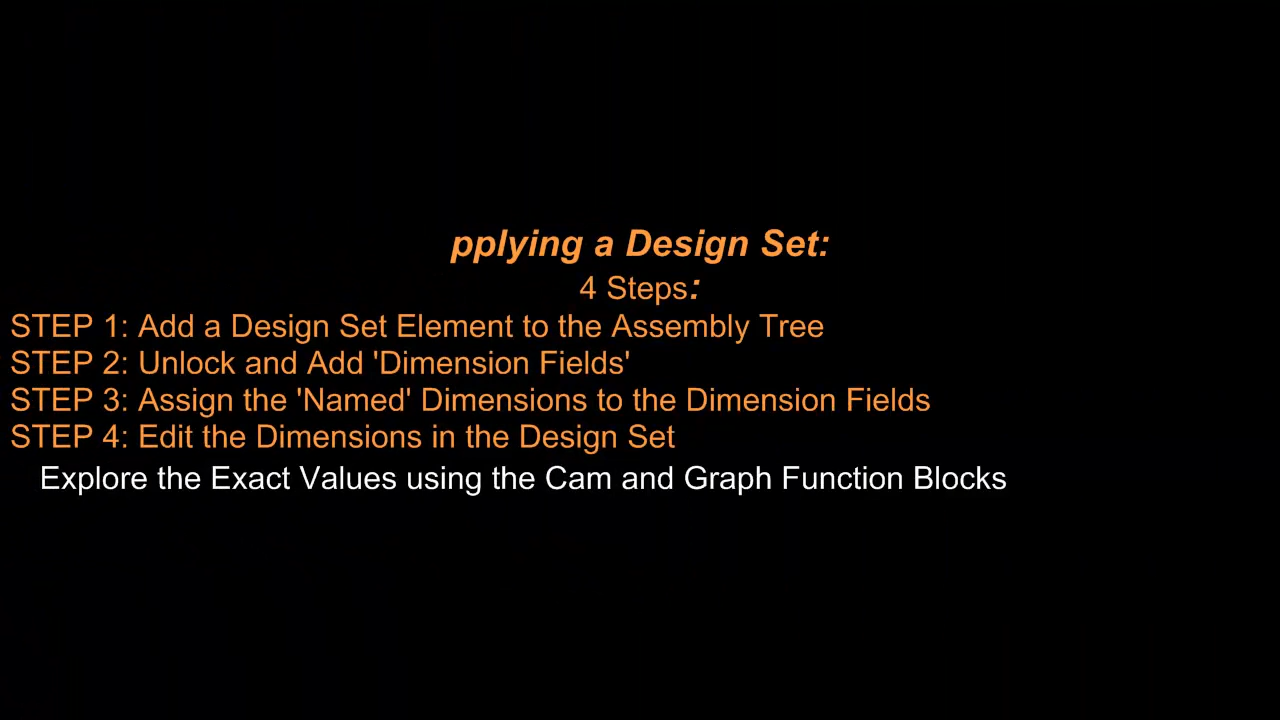 pplying a Design Set:
4 Steps:
STEP 1: Add a Design Set Element to the Assembly Tree
STEP 2: Unlock and Add 'Dimension Fields'
STEP 3: Assign the 'Named' Dimensions to the Dimension Fields
STEP 4: Edit the Dimensions in the Design Set
Explore the Exact Values using the Cam and Graph Function Blocks